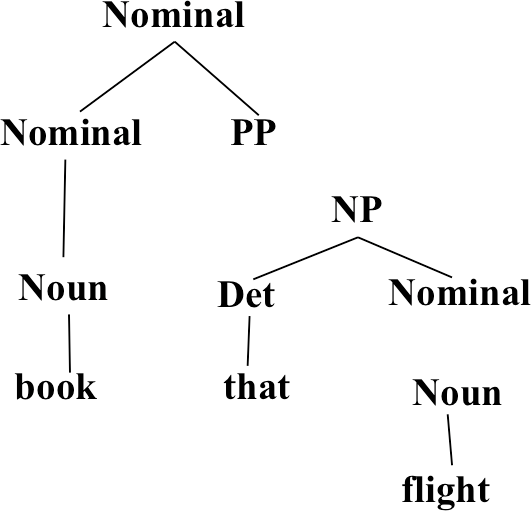 Nominal
Nominal PP
NP
Noun Det Nominal
book that Noun
flight